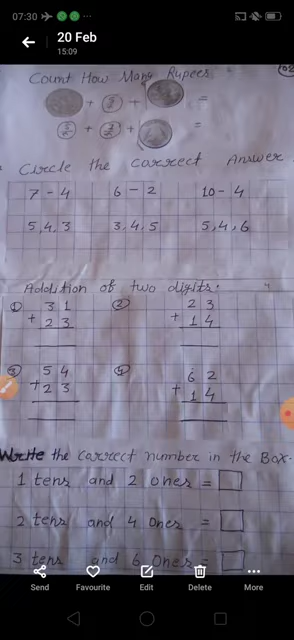 07:30
20 Feb
15:09
Count How Many Rupees
+ + =
+ + =
Circle the correct Answer
7 - 4 6 - 2 10 - 4
5, 4, 3 3, 4, 5 5, 4, 6
Addition of two digits:
① 3 1 ② 2 3
+ 2 3 + 1 4
③ 5 4 ④ 6 2
+ 2 3 + 1 4
Write the correct number in the Box.
1 tens and 2 ones =
2 tens and 4 ones =
3 tens and 6 Ones =
Send Favourite Edit Delete More